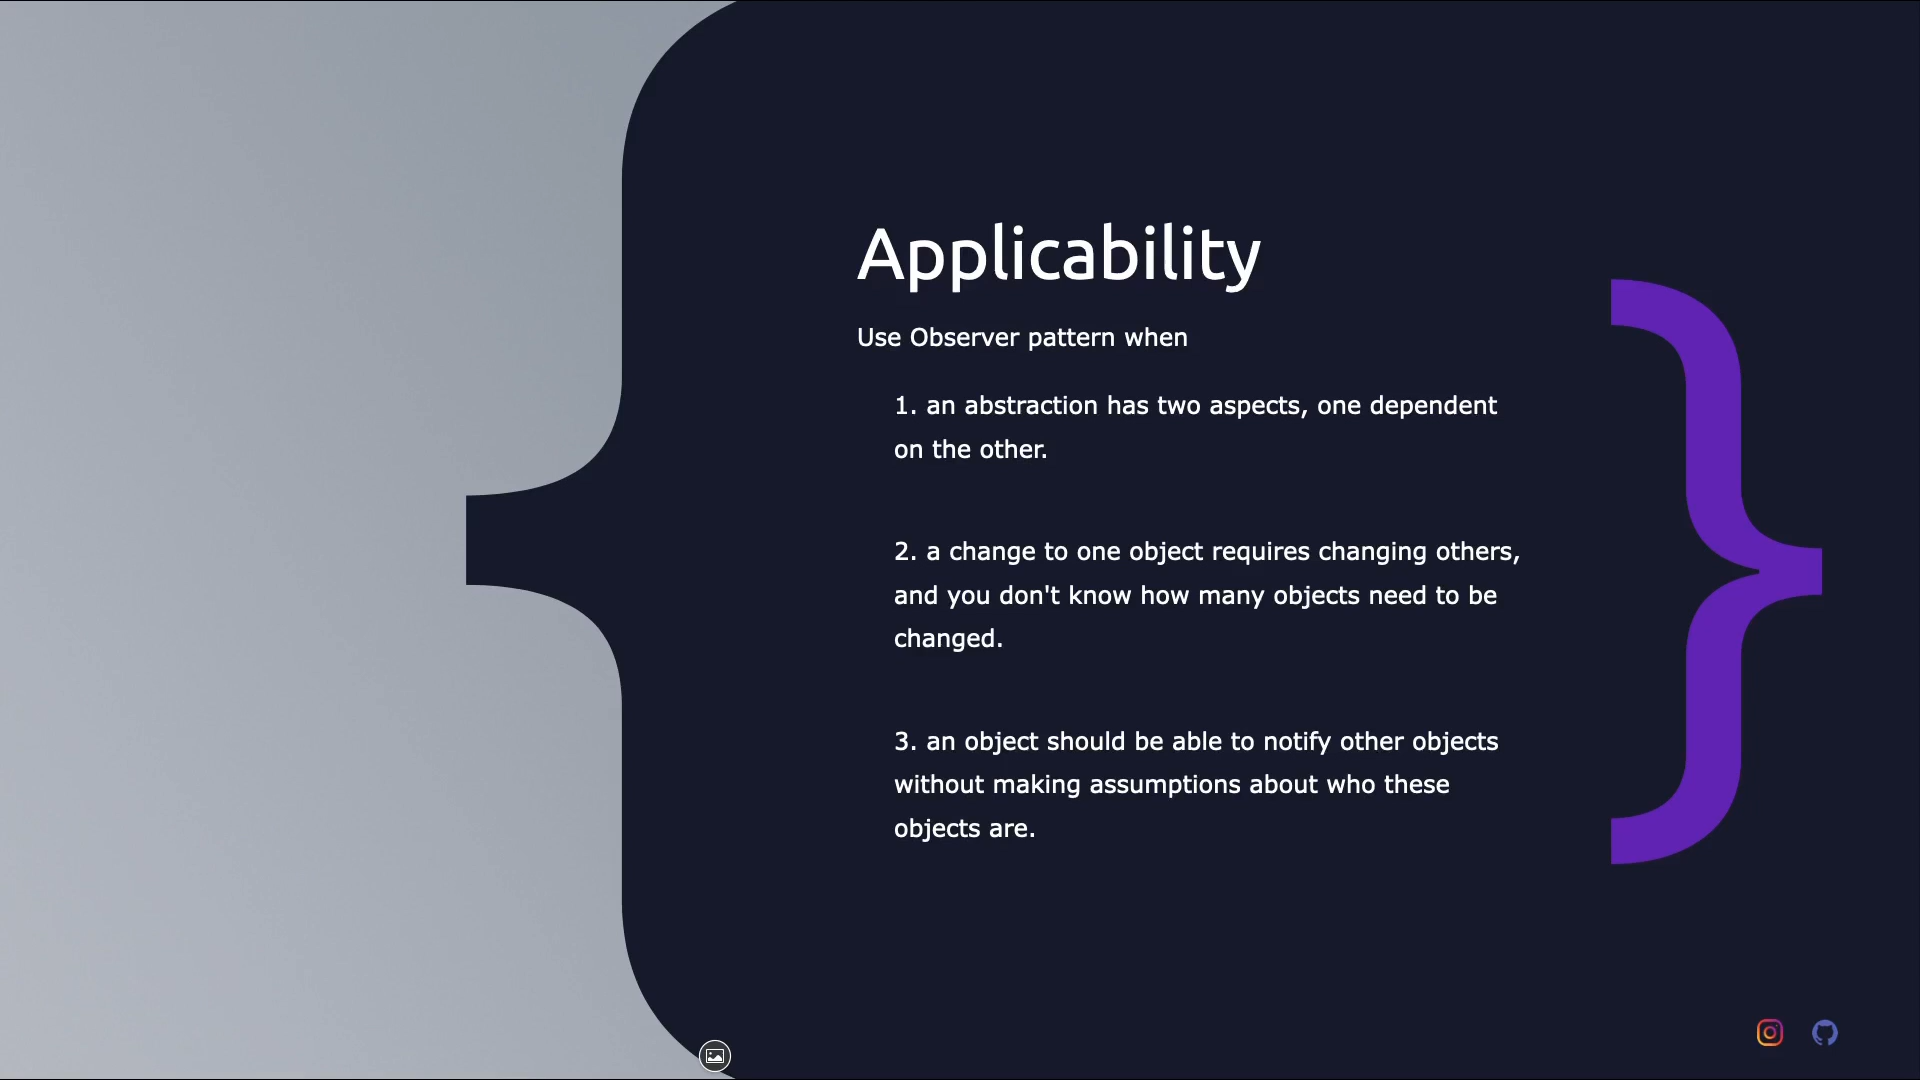 Applicability
Use Observer pattern when
1. an abstraction has two aspects, one dependent
on the other.
2. a change to one object requires changing others,
and you don't know how many objects need to be
changed.
3. an object should be able to notify other objects
without making assumptions about who these
objects are.